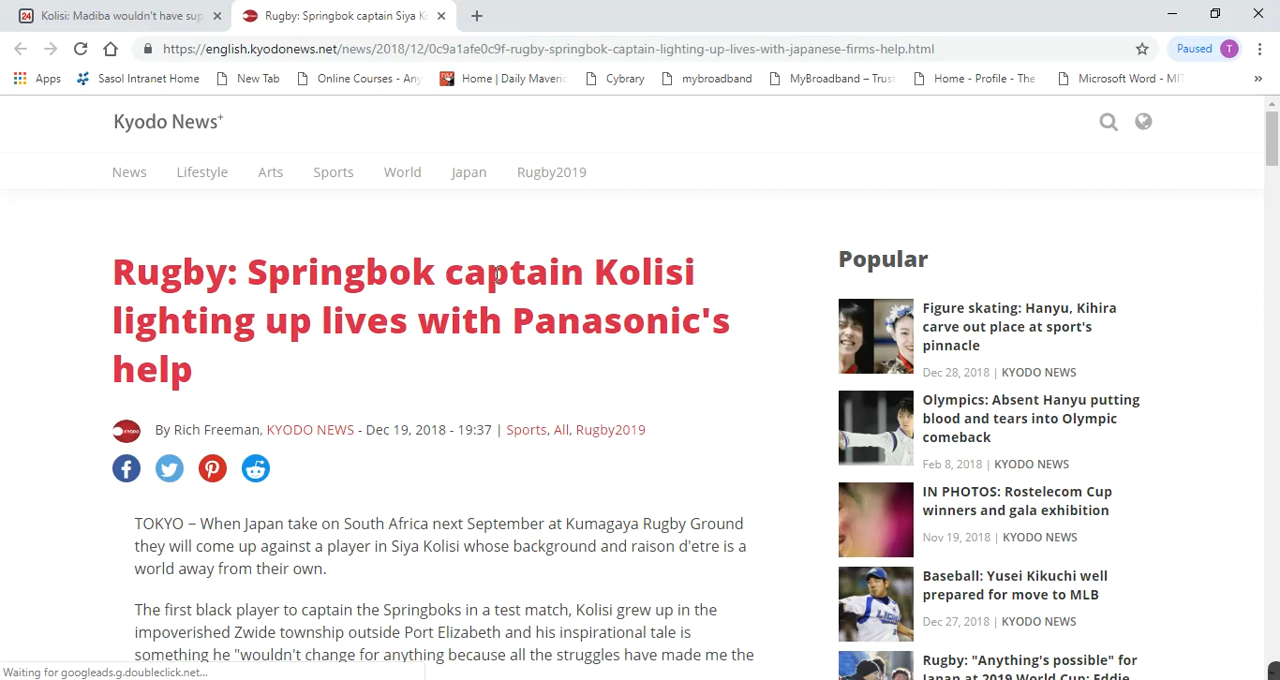 24 Kolisi: Madiba wouldn't have sup
Rugby: Springbok captain Siya Ko
https://english.kyodonews.net/news/2018/12/0c9a1afe0c9f-rugby-springbok-captain-lighting-up-lives-with-japanese-firms-help.html
Paused T
Apps Sasol Intranet Home New Tab Online Courses - Any Home | Daily Maveric Cybrary mybroadband MyBroadband – Trus Home - Profile - The Microsoft Word - MIT »
Kyodo News+
News Lifestyle Arts Sports World Japan Rugby2019
Rugby: Springbok captain Kolisi
lighting up lives with Panasonic's
help
By Rich Freeman, KYODO NEWS - Dec 19, 2018 - 19:37 | Sports, All, Rugby2019
TOKYO – When Japan take on South Africa next September at Kumagaya Rugby Ground
they will come up against a player in Siya Kolisi whose background and raison d'etre is a
world away from their own.
The first black player to captain the Springboks in a test match, Kolisi grew up in the
impoverished Zwide township outside Port Elizabeth and his inspirational tale is
something he "wouldn't change for anything because all the struggles have made me the
Popular
Figure skating: Hanyu, Kihira
carve out place at sport's
pinnacle
Dec 28, 2018 | KYODO NEWS
Olympics: Absent Hanyu putting
blood and tears into Olympic
comeback
Feb 8, 2018 | KYODO NEWS
IN PHOTOS: Rostelecom Cup
winners and gala exhibition
Nov 19, 2018 | KYODO NEWS
Baseball: Yusei Kikuchi well
prepared for move to MLB
Dec 27, 2018 | KYODO NEWS
Rugby: "Anything's possible" for
Japan at 2019 World Cup: Eddie
Waiting for googleads.g.doubleclick.net...